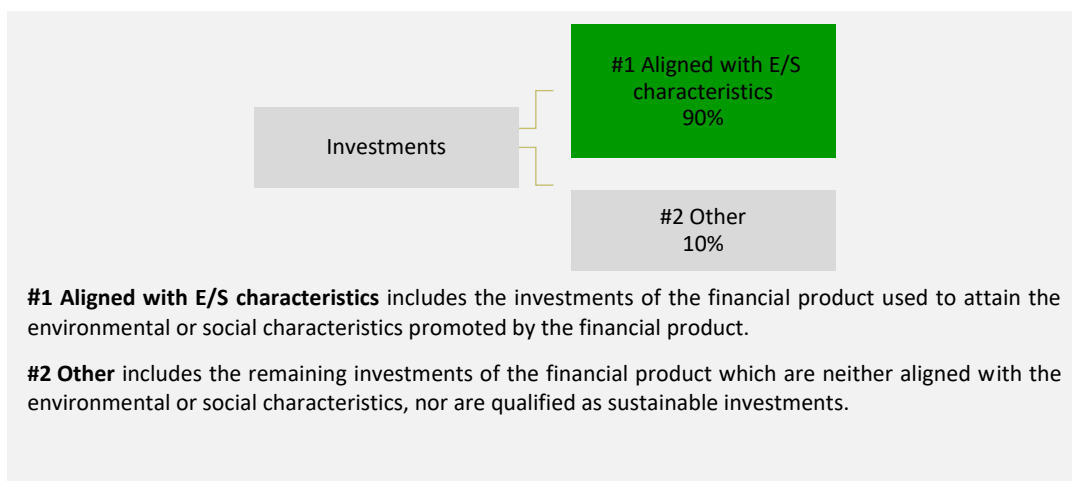 #1 Aligned with E/S
characteristics
90%
Investments
#2 Other
10%
#1 Aligned with E/S characteristics includes the investments of the financial product used to attain the
environmental or social characteristics promoted by the financial product.
#2 Other includes the remaining investments of the financial product which are neither aligned with the
environmental or social characteristics, nor are qualified as sustainable investments.